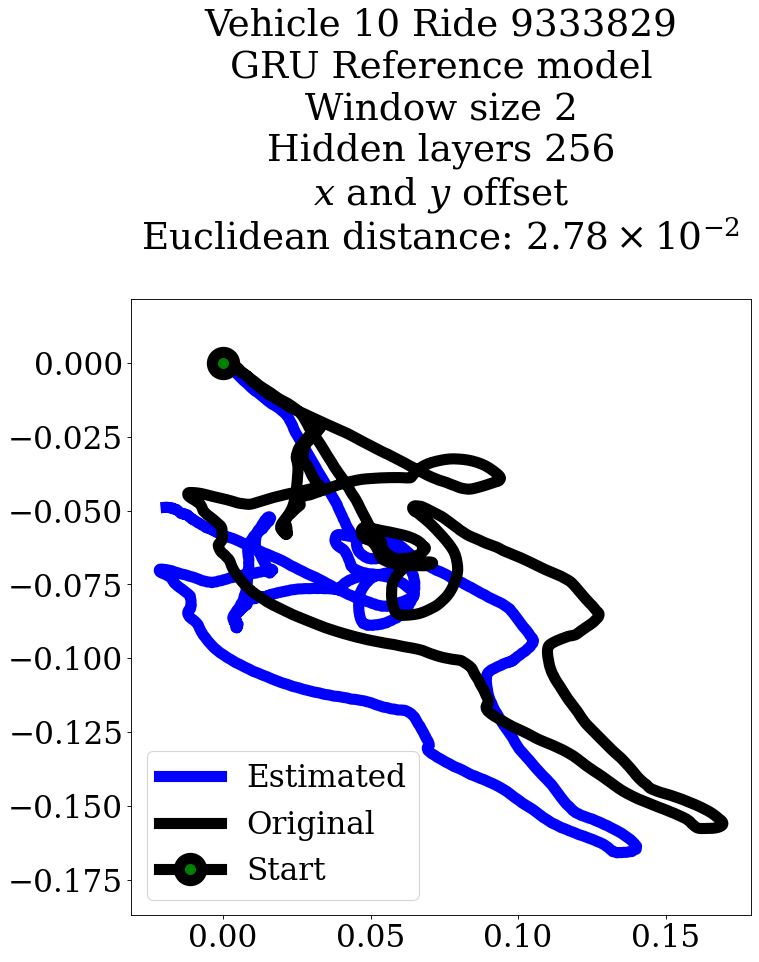 Vehicle 10 Ride 9333829
GRU Reference model
Window size 2
Hidden layers 256
x and y offset
Euclidean distance: 2.78 × 10⁻²
0.000
−0.025
−0.050
−0.075
−0.100
−0.125
−0.150
−0.175
Estimated
Original
Start
0.00
0.05
0.10
0.15